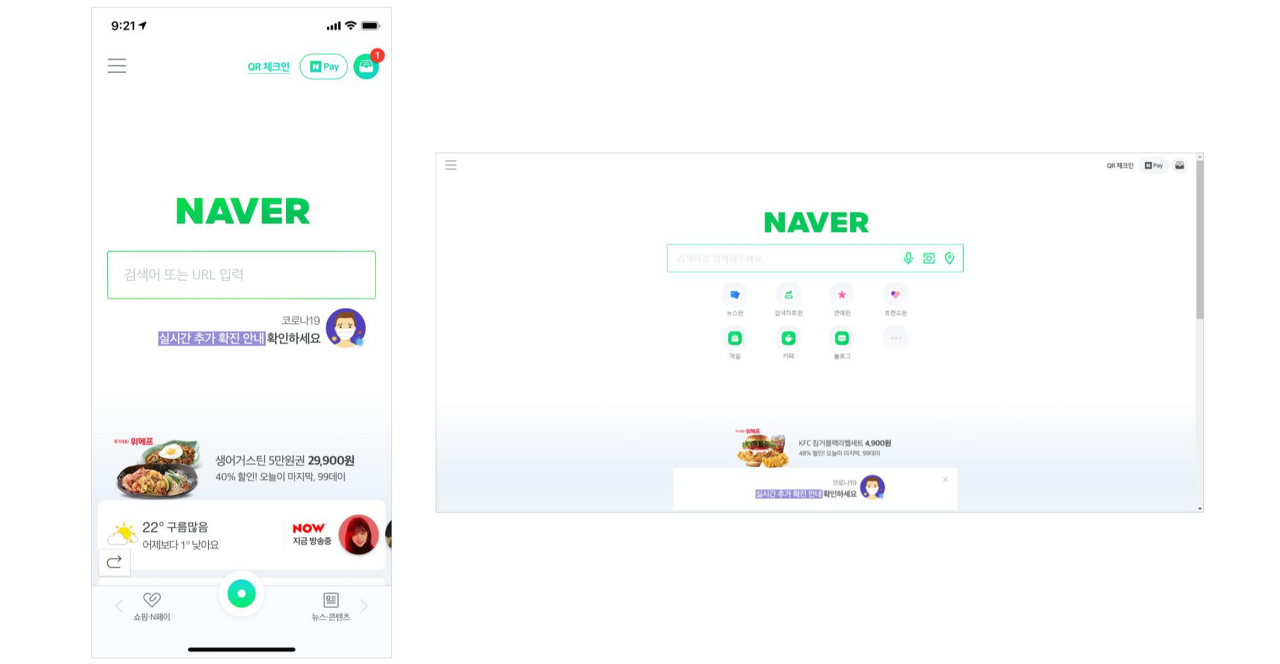 9:21
QR 체크인
N Pay
1
NAVER
검색어 또는 URL 입력
코로나19
실시간 추가 확진 안내 확인하세요
위메프
생어거스틴 5만원권 29,900원
40% 할인! 오늘이 마지막, 99데이
22° 구름많음
어제보다 1° 낮아요
NOW
지금 방송중
쇼핑·N페이
뉴스·콘텐츠
QR 체크인
N Pay
NAVER
검색어를 입력해주세요.
뉴스판
검색차트판
연예판
트렌드판
메일
카페
블로그
위메프
KFC 징거블랙라벨세트 4,900원
48% 할인! 오늘이 마지막, 99데이
코로나19
실시간 추가 확진 안내 확인하세요